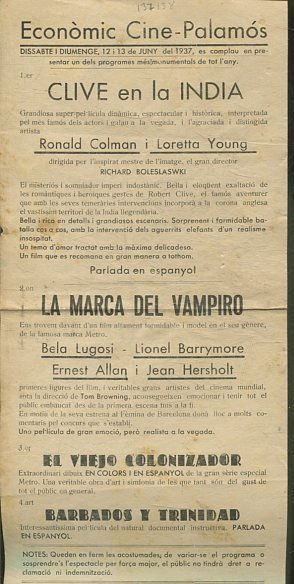 Econòmic Cine-Palamós
DISSABTE I DIUMENGE, 12 i 13 de JUNY del 1937, es complau en pre-
sentar un dels programes més monumentals de tot l'any.
1.er
CLIVE en la INDIA
Grandiosa super-pel·lícula dinàmica, espectacular i històrica, interpretada
pel més famós dels actors i galan a la vegada, i l'agraciada i distingida
artista
Ronald Colman i Loretta Young
dirigida per l'aspirat mestre de l'imatge, el gran director
RICHARD BOLESLASWKI
El misteriós i somniador imperi indostànic. Bella i eloqüent exaltació de
les romàntiques i heroiques gestes de Robert Clive, el famós aventurer
que amb les seves temeràries intervencions incorporà a la corona anglesa
el vastíssim territori de la India llegendària.
Bella i rica en detalls i grandiosos escenaris. Sorprenent i formidable ba-
talla cos a cos, amb la intervenció dels aguerrits elefants d'un realisme
insospitat.
Un tema d'amor tractat amb la màxima delicadesa.
Un film que es recomana en gran manera a tothom.
Parlada en espanyol
2.on
LA MARCA DEL VAMPIRO
Ens trovem davant d'un film altament formidable i model en el seu gènere,
de la famosa marca Metro.
Bela Lugosi - Lionel Barrymore
Ernest Allan i Jean Hersholt
primeres figures del film, i veritables grans artistes del cinema mundial,
sota la direcció de Tom Browning, aconsegueixen emocionar i tenir tot el
públic embadat des de la primera escena fins a la fi.
En motiu de la seva estrena al Fémina de Barcelona donà lloc a molts co-
mentaris pel concurs que s'establí.
Una pel·lícula de gran emoció, però realista a la vegada.
3.er
EL VIEJO COLONIZADOR
Extraordinari dibuix EN COLORS I EN ESPANYOL de la gran sèrie especial
Metro. Una veritable obra d'art i simfonia de les que tant són del gust
de tot el públic en general.
4.art
BARBADOS Y TRINIDAD
Interessantíssima pel·lícula del natural documental instructiva, PARLADA
EN ESPANYOL.
NOTES: Queden en ferm les acostumades; de variar-se el programa o
sosprendre's l'espectacle per força major, el públic no tindrà dret a re-
clamació ni indemnització.